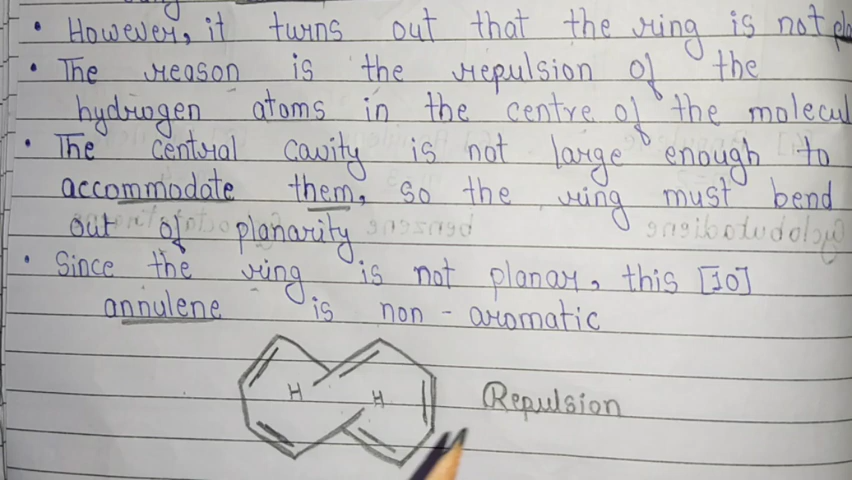 • However, it turns out that the ring is not
• The reason is the repulsion of the
hydrogen atoms in the centre of the molecul
• The central cavity is not large enough to
accommodate them, so the ring must bend
out of planarity
• Since the ring is not planar, this [10]
annulene is non-aromatic
H H Repulsion